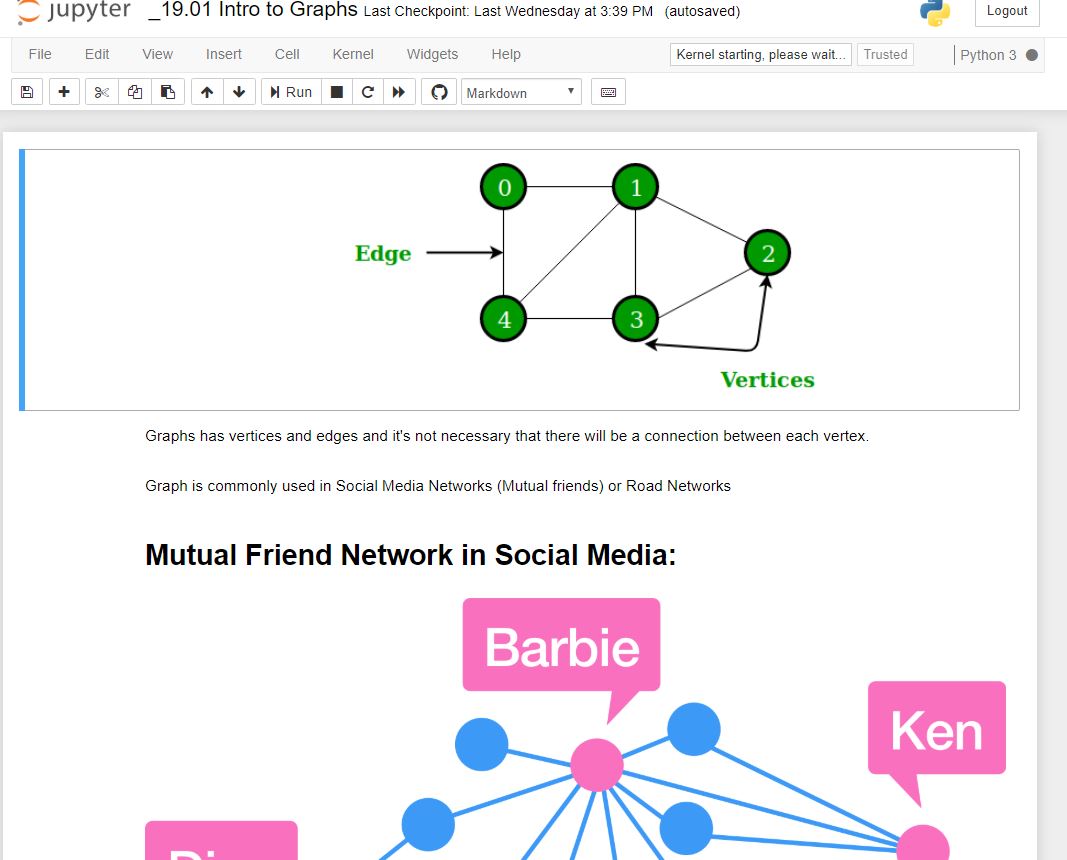 jupyter _19.01 Intro to Graphs Last Checkpoint: Last Wednesday at 3:39 PM (autosaved)
Logout
File Edit View Insert Cell Kernel Widgets Help Kernel starting, please wait... Trusted Python 3
Run Markdown
0 1
Edge 2
4 3
Vertices
Graphs has vertices and edges and it's not necessary that there will be a connection between each vertex.
Graph is commonly used in Social Media Networks (Mutual friends) or Road Networks
Mutual Friend Network in Social Media:
Barbie
Ken